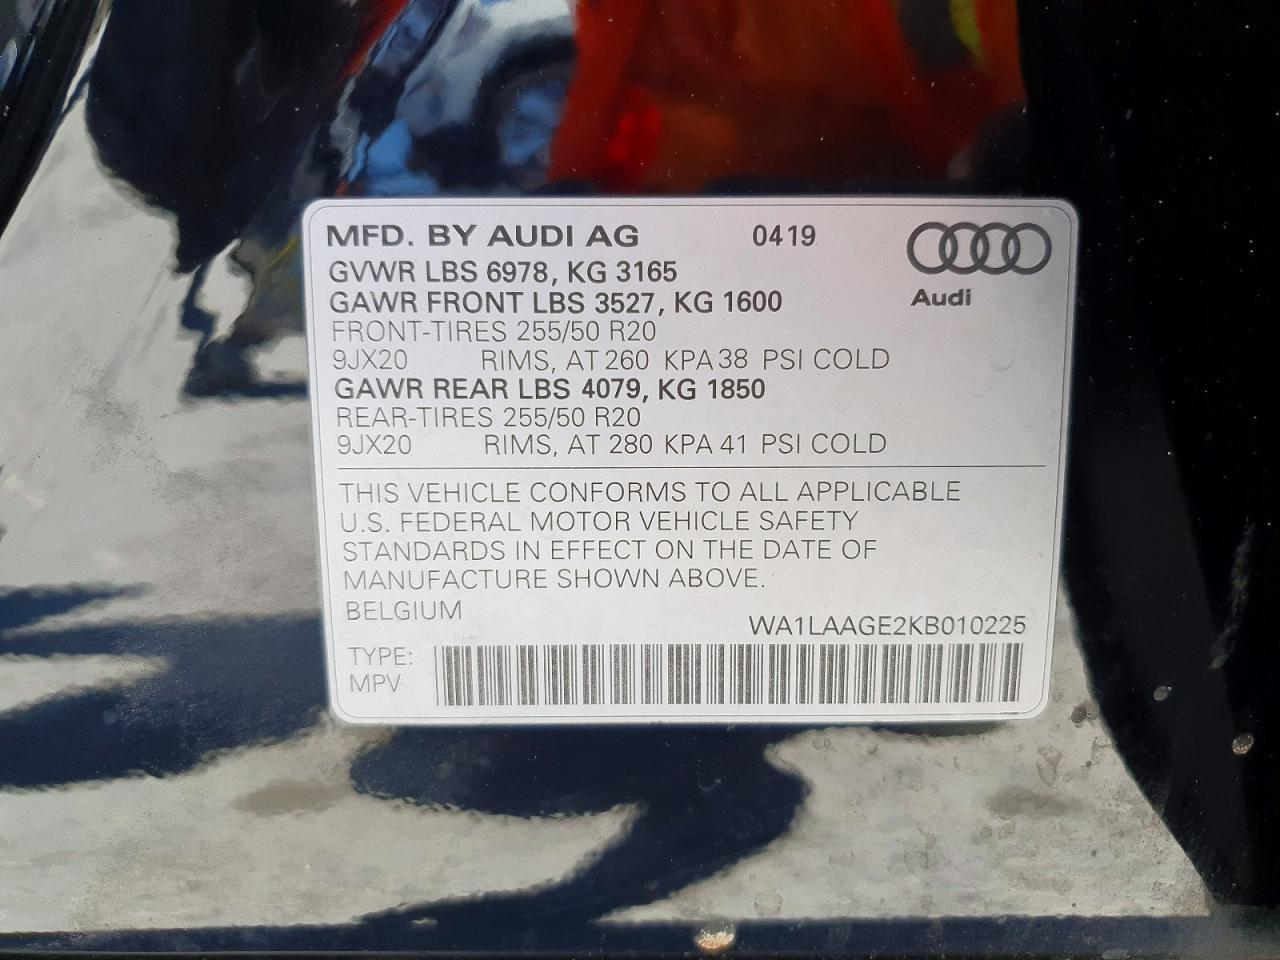 MFD. BY AUDI AG 0419
GVWR LBS 6978, KG 3165
GAWR FRONT LBS 3527, KG 1600
Audi
FRONT-TIRES 255/50 R20
9JX20 RIMS, AT 260 KPA 38 PSI COLD
GAWR REAR LBS 4079, KG 1850
REAR-TIRES 255/50 R20
9JX20 RIMS, AT 280 KPA 41 PSI COLD
THIS VEHICLE CONFORMS TO ALL APPLICABLE
U.S. FEDERAL MOTOR VEHICLE SAFETY
STANDARDS IN EFFECT ON THE DATE OF
MANUFACTURE SHOWN ABOVE.
BELGIUM
WA1LAAGE2KB010225
TYPE:
MPV